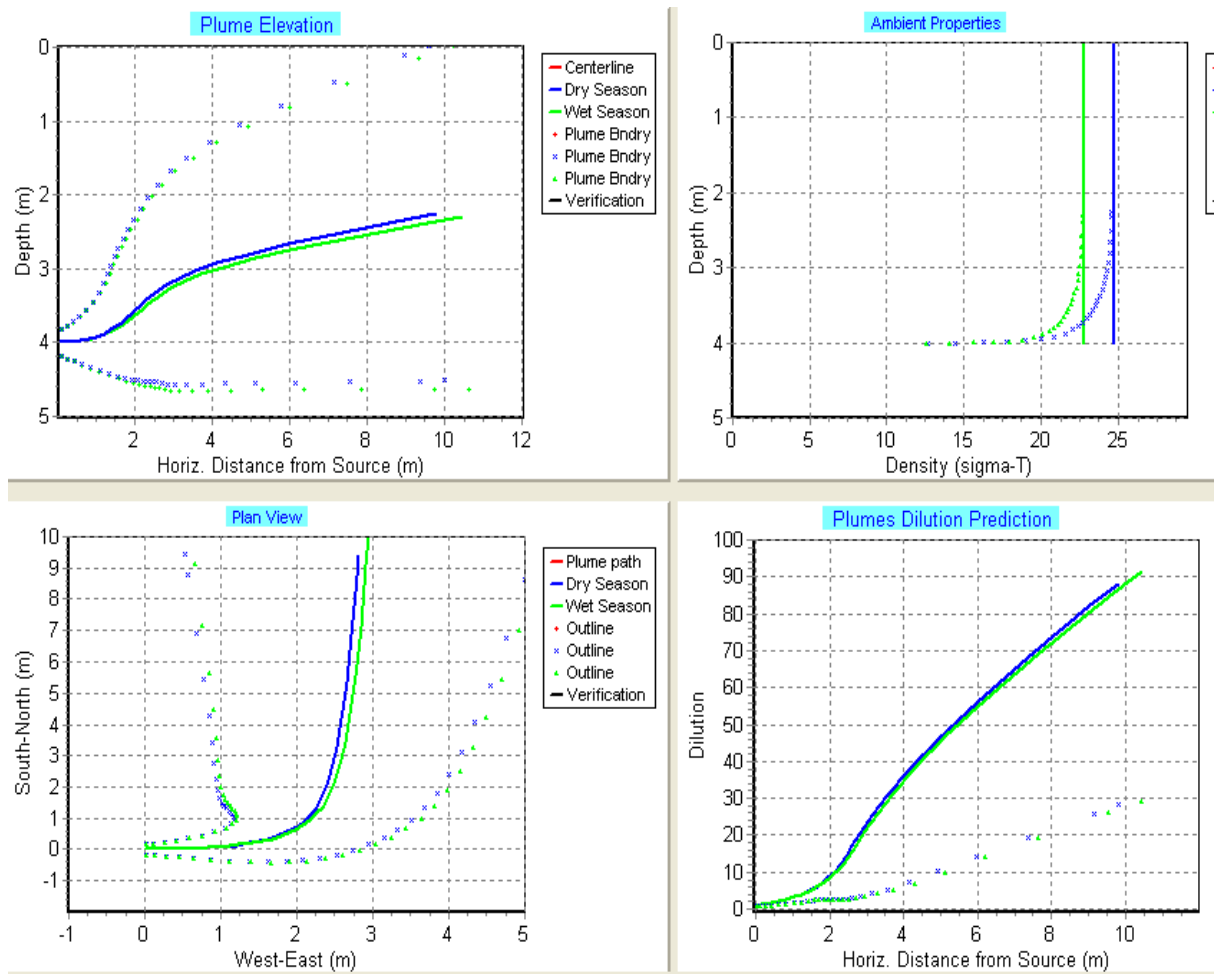 Plume Elevation
0
1
2
3
4
5
Depth (m)
2
4
6
8
10
12
Horiz. Distance from Source (m)
Centerline
Dry Season
Wet Season
Plume Bndry
Plume Bndry
Plume Bndry
Verification
Ambient Properties
0
1
2
3
4
5
Depth (m)
0
5
10
15
20
25
Density (sigma-T)
Plan View
10
9
8
7
6
5
4
3
2
1
0
-1
South-North (m)
-1
0
1
2
3
4
5
West-East (m)
Plume path
Dry Season
Wet Season
Outline
Outline
Outline
Verification
Plumes Dilution Prediction
100
90
80
70
60
50
40
30
20
10
0
Dilution
0
2
4
6
8
10
Horiz. Distance from Source (m)